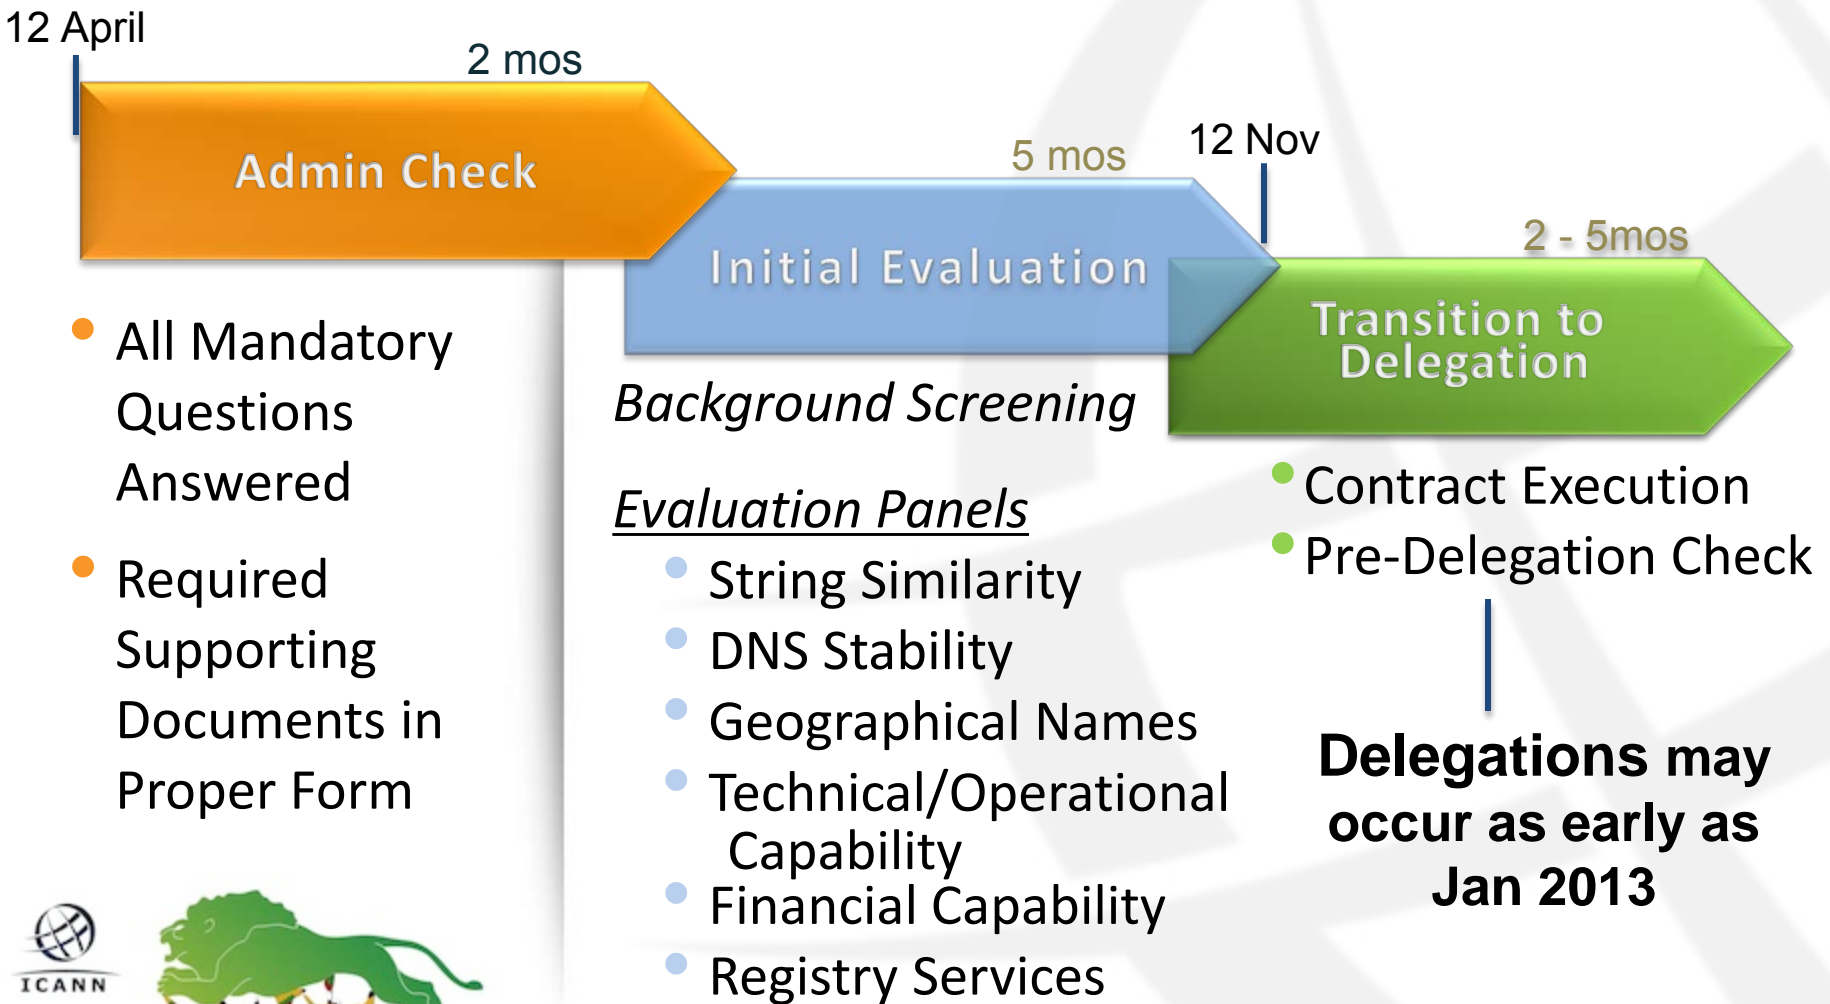 12 April
2 mos
Admin Check
5 mos
12 Nov
Initial Evaluation
2 - 5mos
Transition to
Delegation
All Mandatory
Questions
Answered
Required
Supporting
Documents in
Proper Form
Background Screening
Evaluation Panels
String Similarity
DNS Stability
Geographical Names
Technical/Operational
Capability
Financial Capability
Registry Services
Contract Execution
Pre-Delegation Check
Delegations may
occur as early as
Jan 2013
ICANN